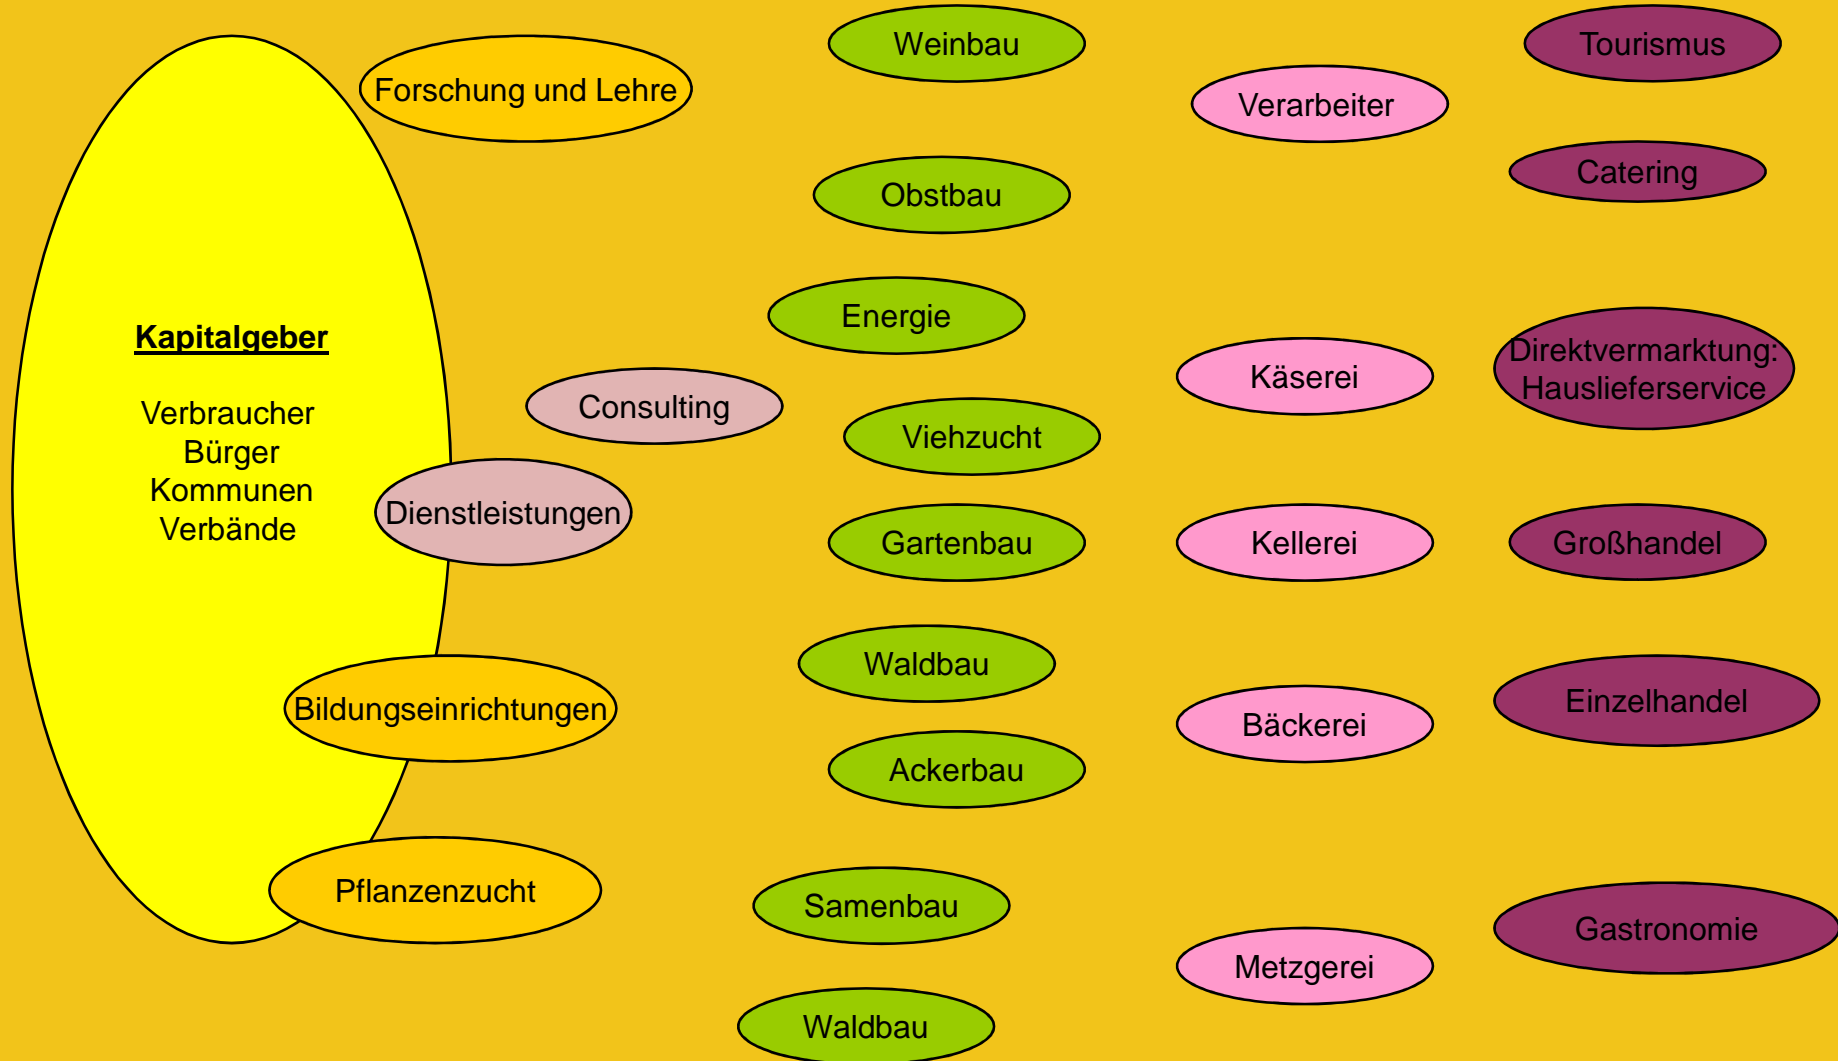 Kapitalgeber
Verbraucher
Bürger
Kommunen
Verbände
Forschung und Lehre
Consulting
Dienstleistungen
Bildungseinrichtungen
Pflanzenzucht
Weinbau
Obstbau
Energie
Viehzucht
Gartenbau
Waldbau
Ackerbau
Samenbau
Waldbau
Verarbeiter
Käserei
Kellerei
Bäckerei
Metzgerei
Tourismus
Catering
Direktvermarktung:
Hauslieferservice
Großhandel
Einzelhandel
Gastronomie